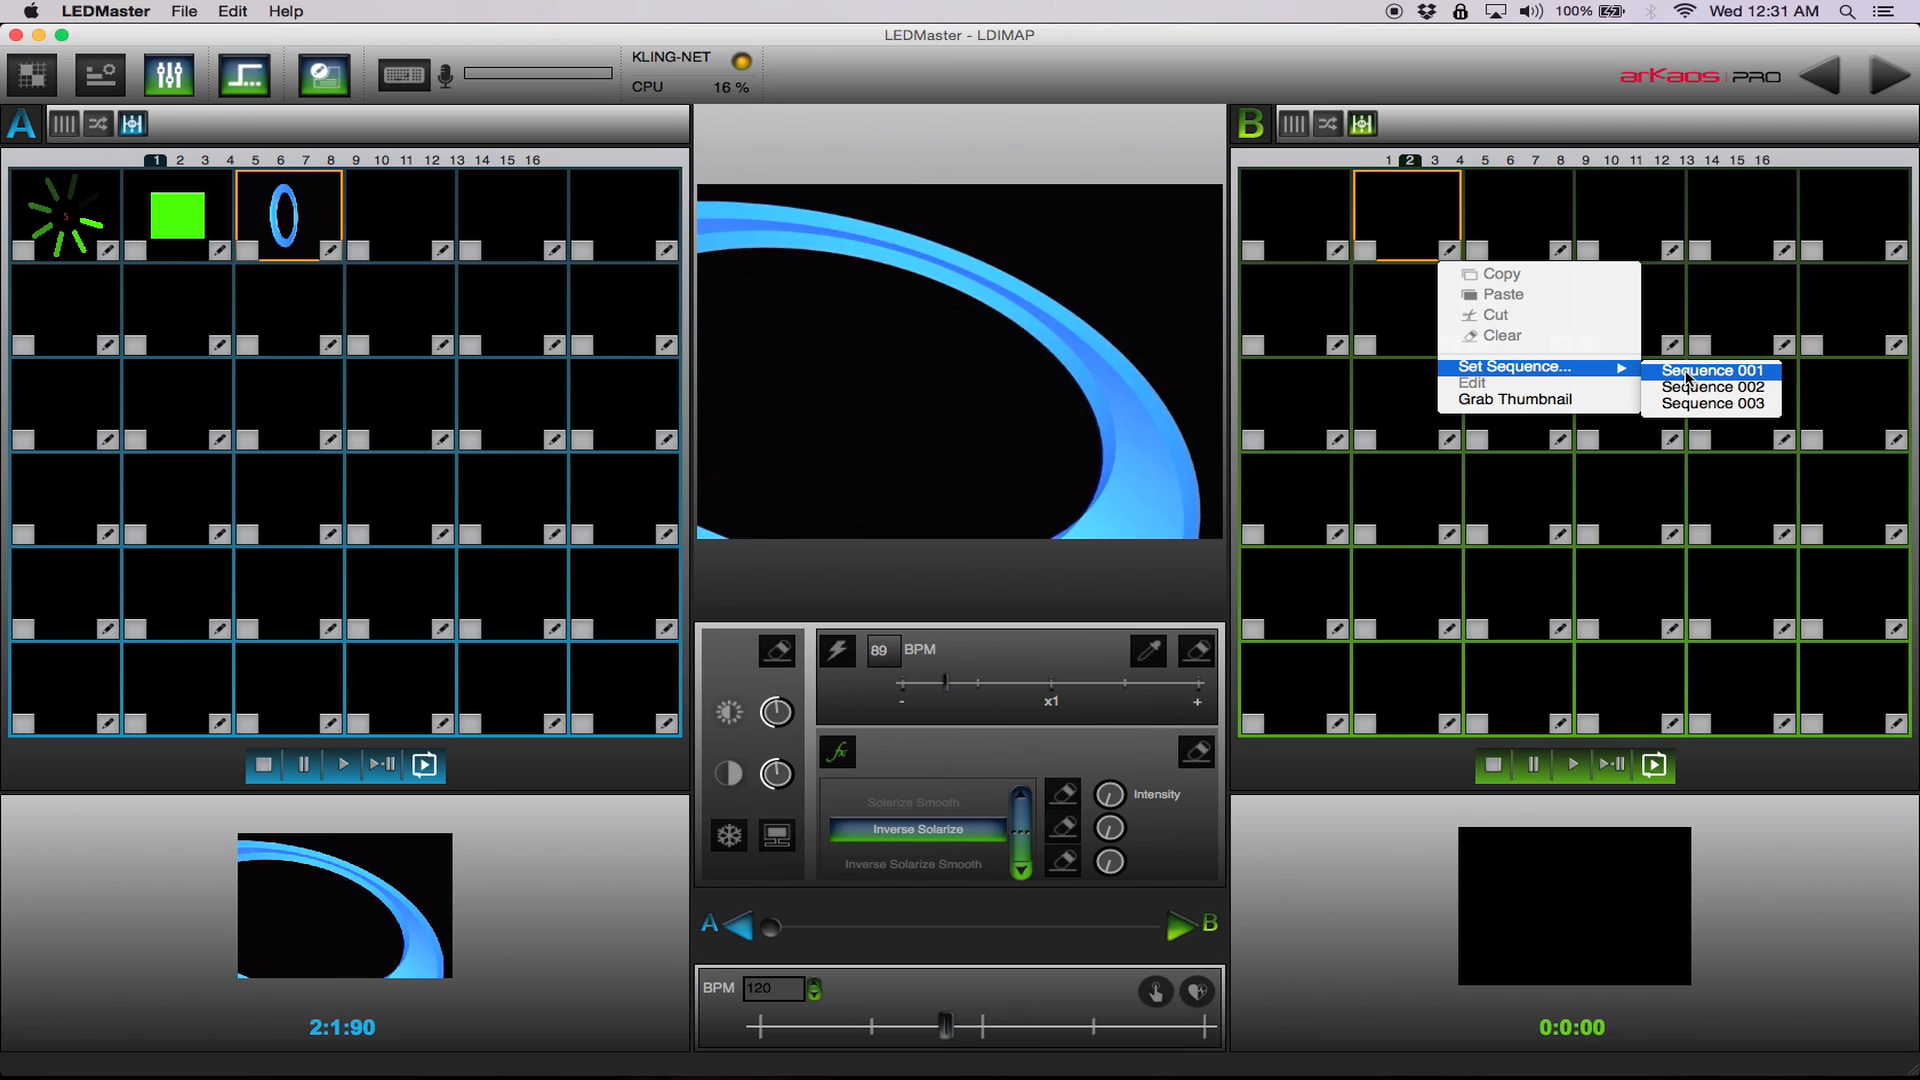 LEDMaster File Edit Help
100% Wed 12:31 AM
LEDMaster - LDIMAP
KLING-NET
CPU 16 %
arKaos PRO
A
B
1 2 3 4 5 6 7 8 9 10 11 12 13 14 15 16
1 2 3 4 5 6 7 8 9 10 11 12 13 14 15 16
5
Copy
Paste
Cut
Clear
Set Sequence...
Edit
Grab Thumbnail
Sequence 001
Sequence 002
Sequence 003
89 BPM
- x1 +
fx
Solarize Smooth
Inverse Solarize
Inverse Solarize Smooth
Intensity
A B
BPM 120
2:1:90
0:0:00